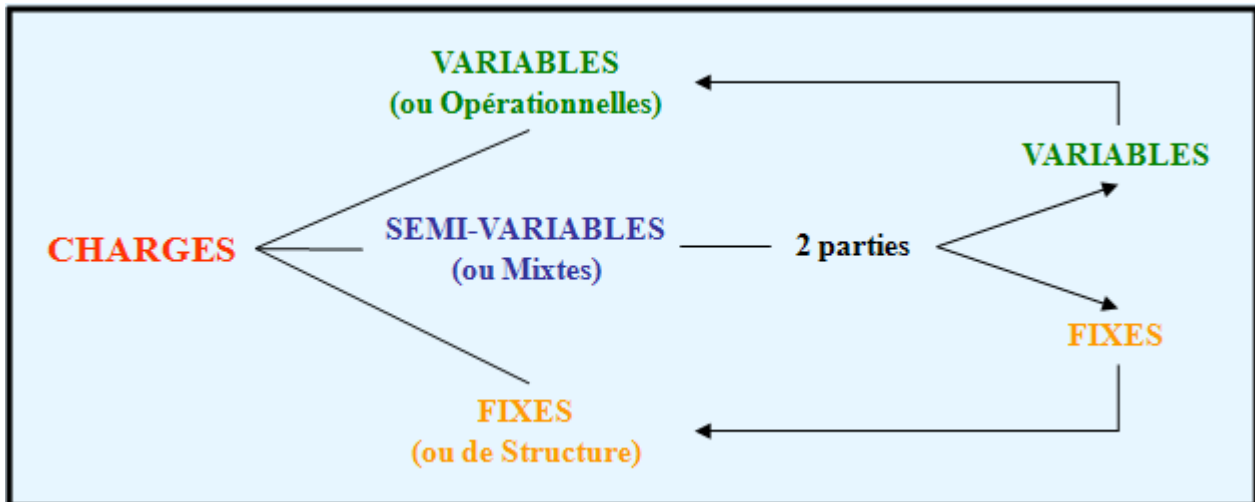 VARIABLES
(ou Opérationnelles)
VARIABLES
CHARGES
SEMI-VARIABLES
(ou Mixtes)
2 parties
FIXES
FIXES
(ou de Structure)